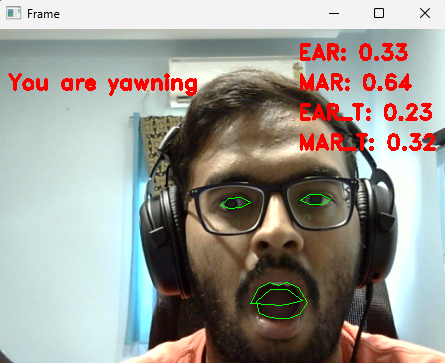 Frame
EAR: 0.33
You are yawning
MAR: 0.64
EAR_T: 0.23
MAR_T: 0.32